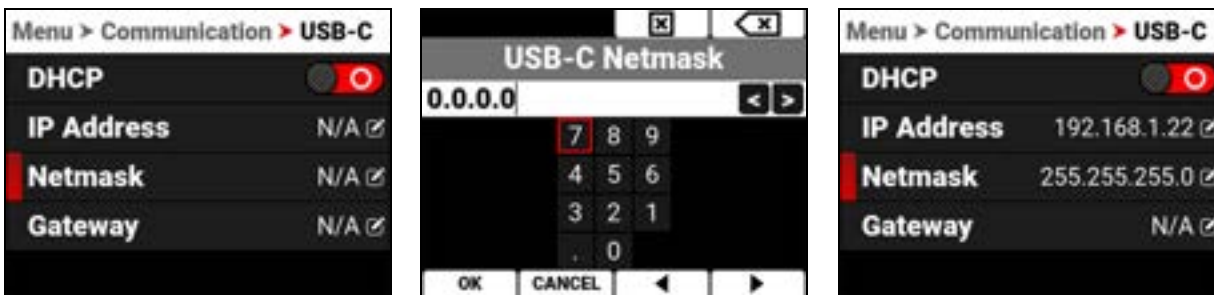 Menu > Communication > USB-C
DHCP
IP Address N/A
Netmask N/A
Gateway N/A
USB-C Netmask
0.0.0.0
< >
7 8 9
4 5 6
3 2 1
. 0
OK CANCEL ◀ ▶
Menu > Communication > USB-C
DHCP
IP Address 192.168.1.22
Netmask 255.255.255.0
Gateway N/A